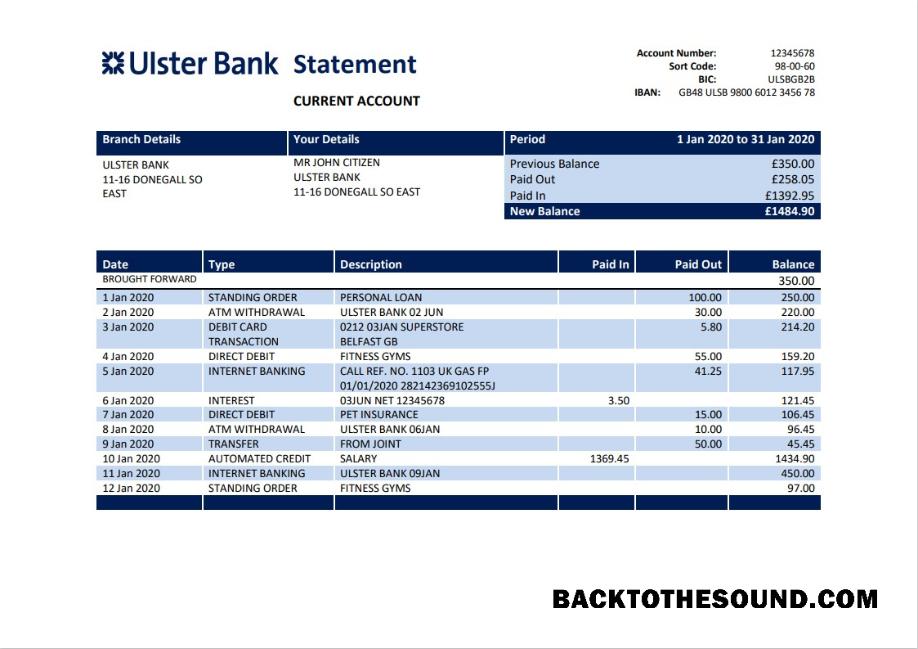 Ulster Bank Statement
CURRENT ACCOUNT
Account Number: 12345678
Sort Code: 98-00-60
BIC: ULSBGB2B
IBAN: GB48 ULSB 9800 6012 3456 78
Branch Details Your Details Period 1 Jan 2020 to 31 Jan 2020
ULSTER BANK
11-16 DONEGALL SO
EAST
MR JOHN CITIZEN
ULSTER BANK
11-16 DONEGALL SO EAST
Previous Balance £350.00
Paid Out £258.05
Paid In £1392.95
New Balance £1484.90
Date Type Description Paid In Paid Out Balance
BROUGHT FORWARD 350.00
1 Jan 2020 STANDING ORDER PERSONAL LOAN 100.00 250.00
2 Jan 2020 ATM WITHDRAWAL ULSTER BANK 02 JUN 30.00 220.00
3 Jan 2020 DEBIT CARD 0212 03JAN SUPERSTORE 5.80 214.20
TRANSACTION BELFAST GB
4 Jan 2020 DIRECT DEBIT FITNESS GYMS 55.00 159.20
5 Jan 2020 INTERNET BANKING CALL REF. NO. 1103 UK GAS FP 41.25 117.95
01/01/2020 282142369102555J
6 Jan 2020 INTEREST 03JUN NET 12345678 3.50 121.45
7 Jan 2020 DIRECT DEBIT PET INSURANCE 15.00 106.45
8 Jan 2020 ATM WITHDRAWAL ULSTER BANK 06JAN 10.00 96.45
9 Jan 2020 TRANSFER FROM JOINT 50.00 45.45
10 Jan 2020 AUTOMATED CREDIT SALARY 1369.45 1434.90
11 Jan 2020 INTERNET BANKING ULSTER BANK 09JAN 450.00
12 Jan 2020 STANDING ORDER FITNESS GYMS 97.00
BACKTOTHESOUND.COM